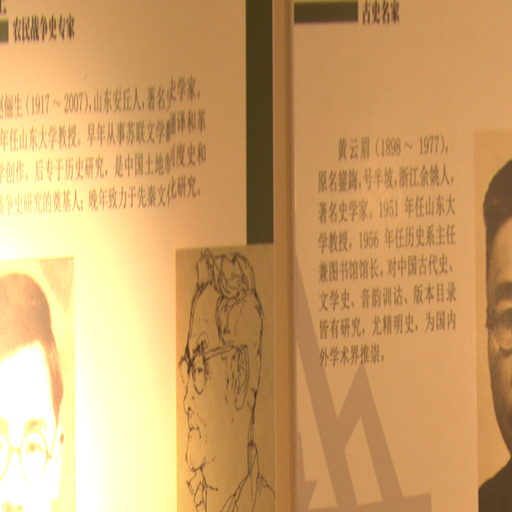 农民战争史专家
赵俪生（1917～2007），山东安丘人，著名史学家。
年任山东大学教授。早年从事苏联文学翻译和革
学创作，后专于历史研究，是中国土地制度史和
战争史研究的奠基人；晚年致力于先秦文化研究。
古史名家
黄云眉（1898～1977），
号半坡，浙江余姚人，
著名史学家。1951 年任山东大
学教授，1956 年任历史系主任
兼图书馆馆长。对中国古代史、
文学史、音韵训诂、版本目录
皆有研究，尤精明史，为国内
外学术界推崇。